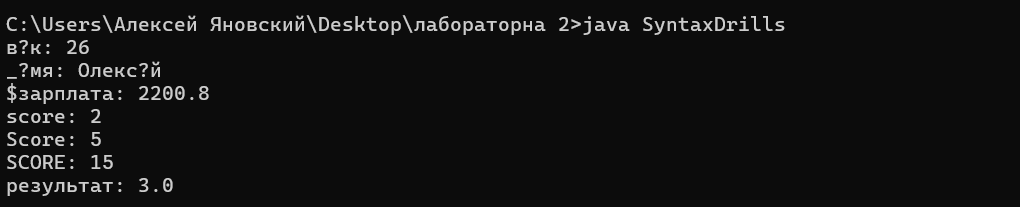 C:\Users\Алексей Яновский\Desktop\лабораторна 2>java SyntaxDrills
в?к: 26
_?мя: Олекс?й
$зарплата: 2200.8
score: 2
Score: 5
SCORE: 15
результат: 3.0